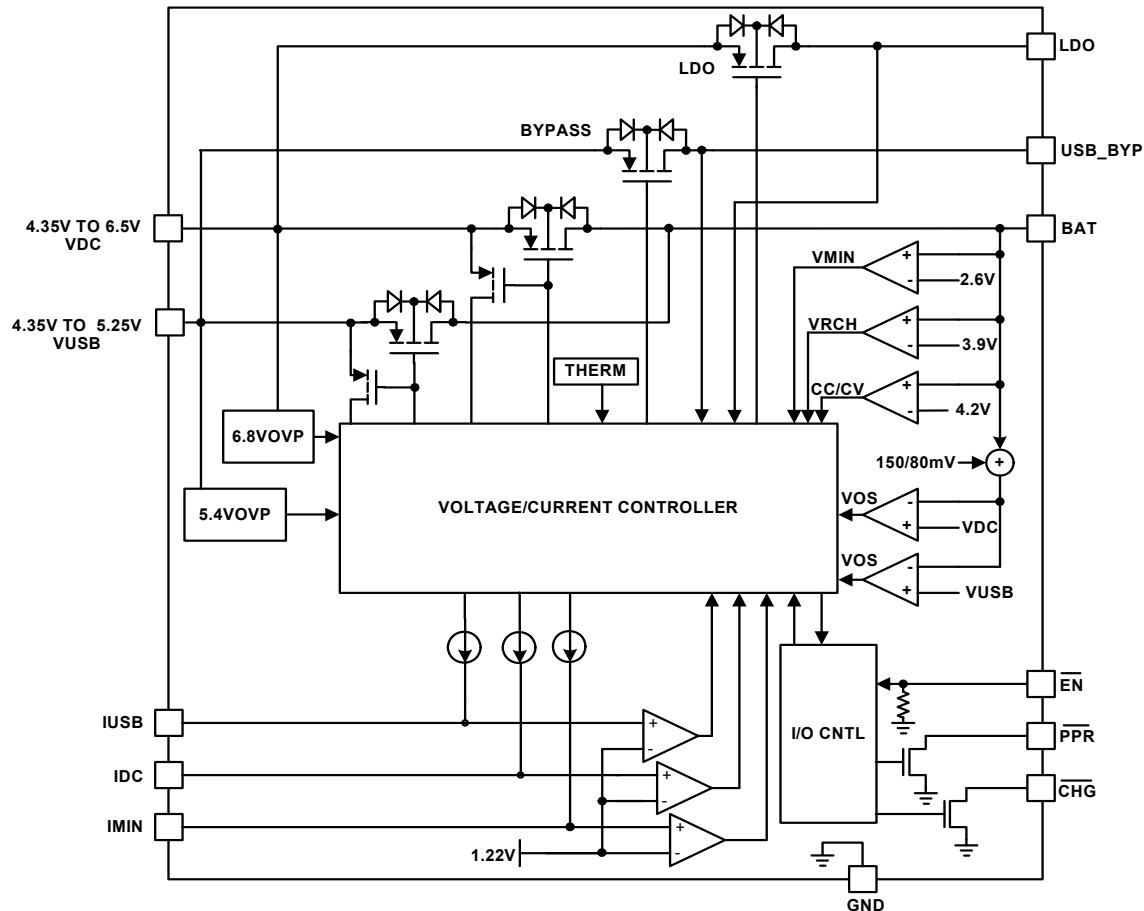 LDO
LDO
BYPASS
USB_BYP
4.35V TO 6.5V
VDC
BAT
VMIN
+
-
2.6V
4.35V TO 5.25V
VUSB
VRCH
+
-
3.9V
THERM
CC/CV
+
-
4.2V
6.8VOVP
150/80mV
+
5.4VOVP
VOLTAGE/CURRENT CONTROLLER
VOS
-
+
VDC
VOS
-
+
VUSB
EN
IUSB
+
-
I/O CNTL
PPR
IDC
+
-
CHG
IMIN
+
-
1.22V
GND